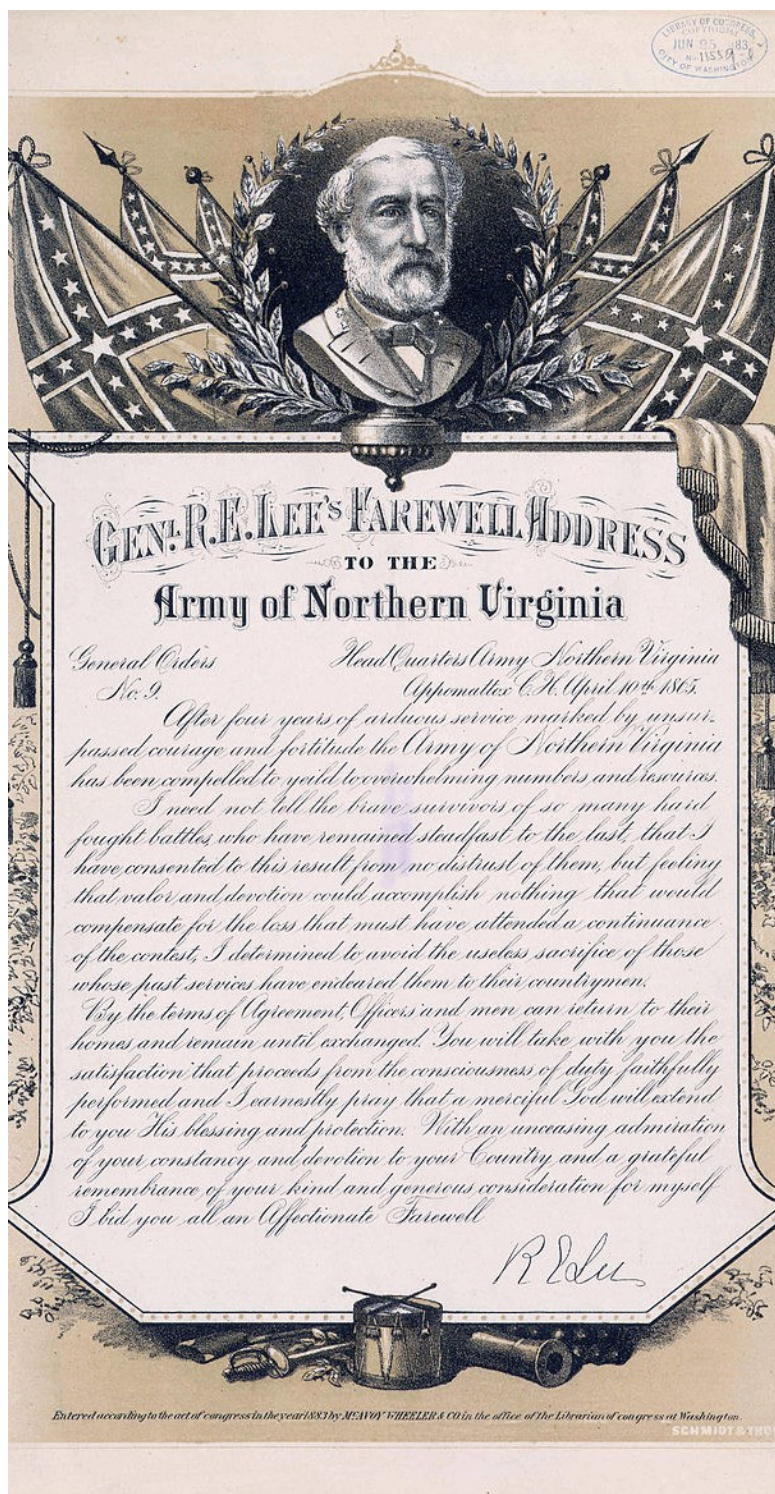 LIBRARY OF CONGRESS
COPYRIGHT
JUN 25 1883
No 11559
CITY OF WASHINGTON
GENL. R. E. LEE'S FAREWELL ADDRESS
TO THE
Army of Northern Virginia
General Orders
No. 9.
Head Quarters Army Northern Virginia
Appomattox C. H. April 10th 1865.
After four years of arduous service marked by unsur-
passed courage and fortitude the Army of Northern Virginia
has been compelled to yeild to overwhelming numbers and resources.
I need not tell the brave survivors of so many hard
fought battles, who have remained steadfast to the last, that I
have consented to this result from no distrust of them, but feeling
that valor and devotion could accomplish nothing that would
compensate for the loss that must have attended a continuance
of the contest, I determined to avoid the useless sacrifice of those
whose past services have endeared them to their countrymen.
By the terms of Agreement, Officers and men can return to their
homes and remain until exchanged. You will take with you the
satisfaction that proceeds from the consciousness of duty faithfully
performed and I earnestly pray that a merciful God will extend
to you His blessing and protection. With an unceasing admiration
of your constancy and devotion to your Country and a grateful
remembrance of your kind and generous consideration for myself
I bid you all an Affectionate Farewell
R E Lee
Entered according to the act of congress in the year 1883 by McAVOY WHEELER & CO. in the office of the Librarian of congress at Washington.
SCHMIDT &